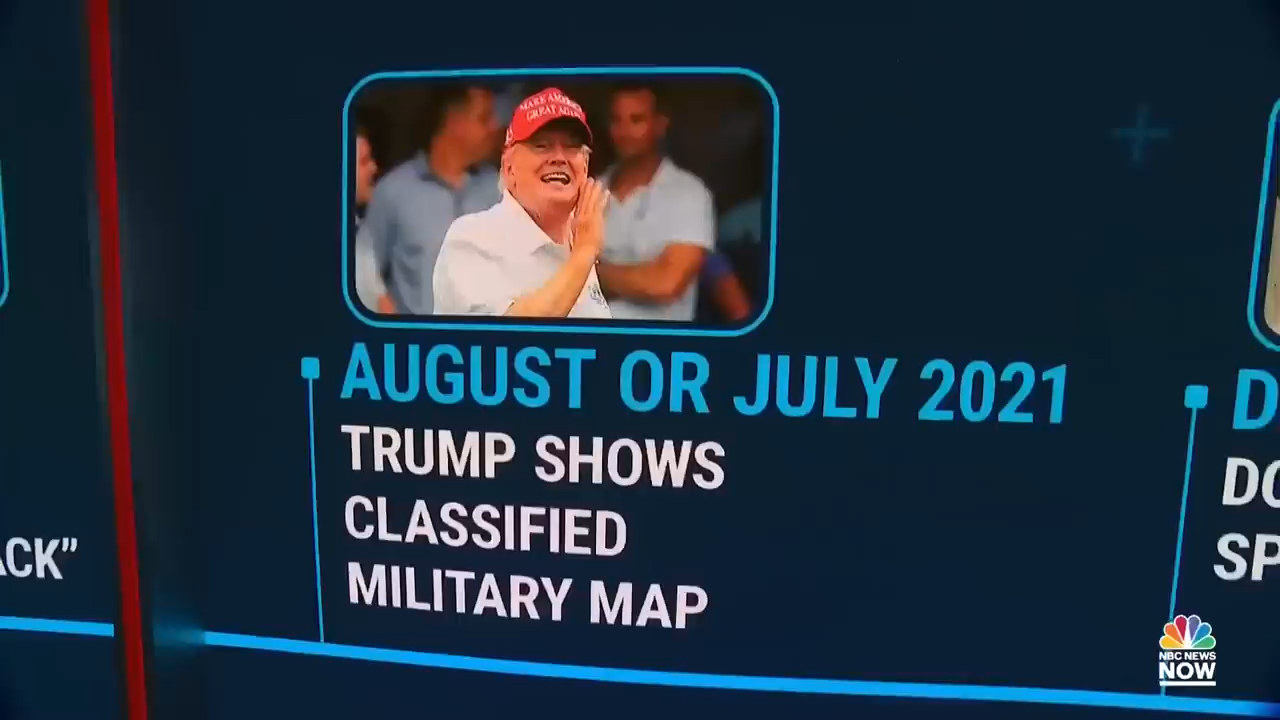 MAKE AMERICA
GREAT AGAIN
AUGUST OR JULY 2021
TRUMP SHOWS
CLASSIFIED
MILITARY MAP
ACK”
D
DO
SP
NBC NEWS
NOW